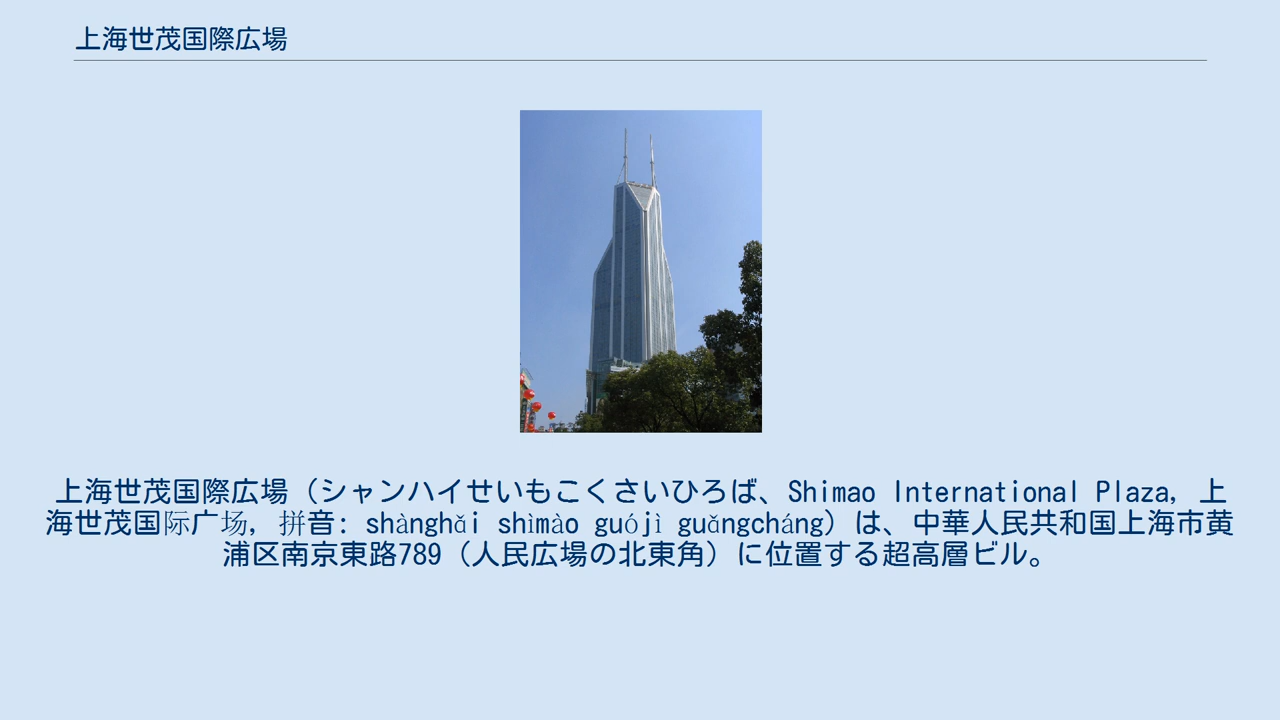 上海世茂国際広場
上海世茂国際広場（シャンハイせいもこくさいひろば、Shimao International Plaza, 上
海世茂国际广场, 拼音: shànghǎi shìmào guójì guǎngcháng）は、中華人民共和国上海市黄
浦区南京東路789（人民広場の北東角）に位置する超高層ビル。